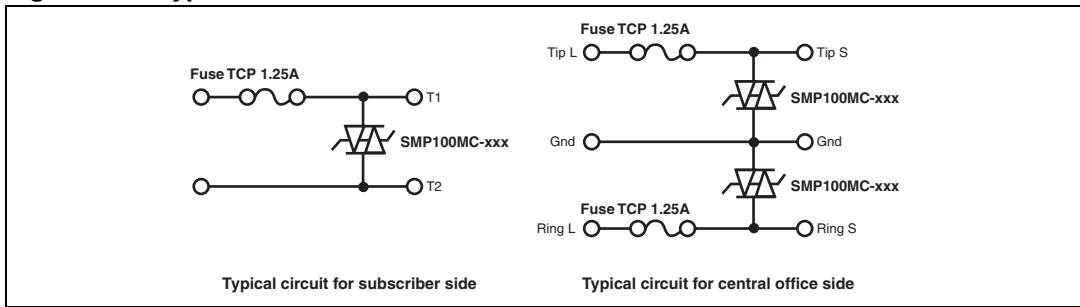 Fuse TCP 1.25A
T1
SMP100MC-xxx
T2
Typical circuit for subscriber side
Fuse TCP 1.25A
Tip L
Tip S
SMP100MC-xxx
Gnd
Gnd
SMP100MC-xxx
Fuse TCP 1.25A
Ring L
Ring S
Typical circuit for central office side